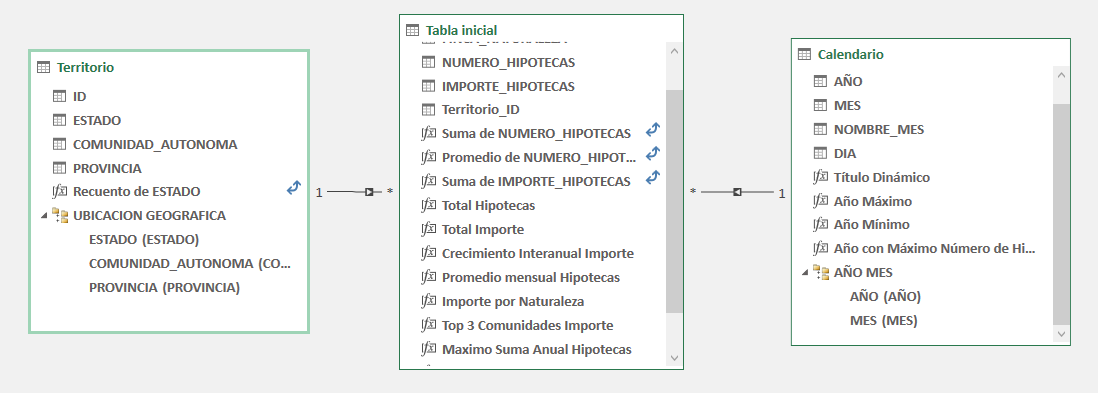 Territorio
ID
ESTADO
COMUNIDAD_AUTONOMA
PROVINCIA
Recuento de ESTADO
UBICACION GEOGRAFICA
ESTADO (ESTADO)
COMUNIDAD_AUTONOMA (CO...
PROVINCIA (PROVINCIA)
1
*
Tabla inicial
NUMERO_HIPOTECAS
IMPORTE_HIPOTECAS
Territorio_ID
Suma de NUMERO_HIPOTECAS
Promedio de NUMERO_HIPOT...
Suma de IMPORTE_HIPOTECAS
Total Hipotecas
Total Importe
Crecimiento Interanual Importe
Promedio mensual Hipotecas
Importe por Naturaleza
Top 3 Comunidades Importe
Maximo Suma Anual Hipotecas
*
1
Calendario
AÑO
MES
NOMBRE_MES
DIA
Título Dinámico
Año Máximo
Año Mínimo
Año con Máximo Número de Hi...
AÑO MES
AÑO (AÑO)
MES (MES)